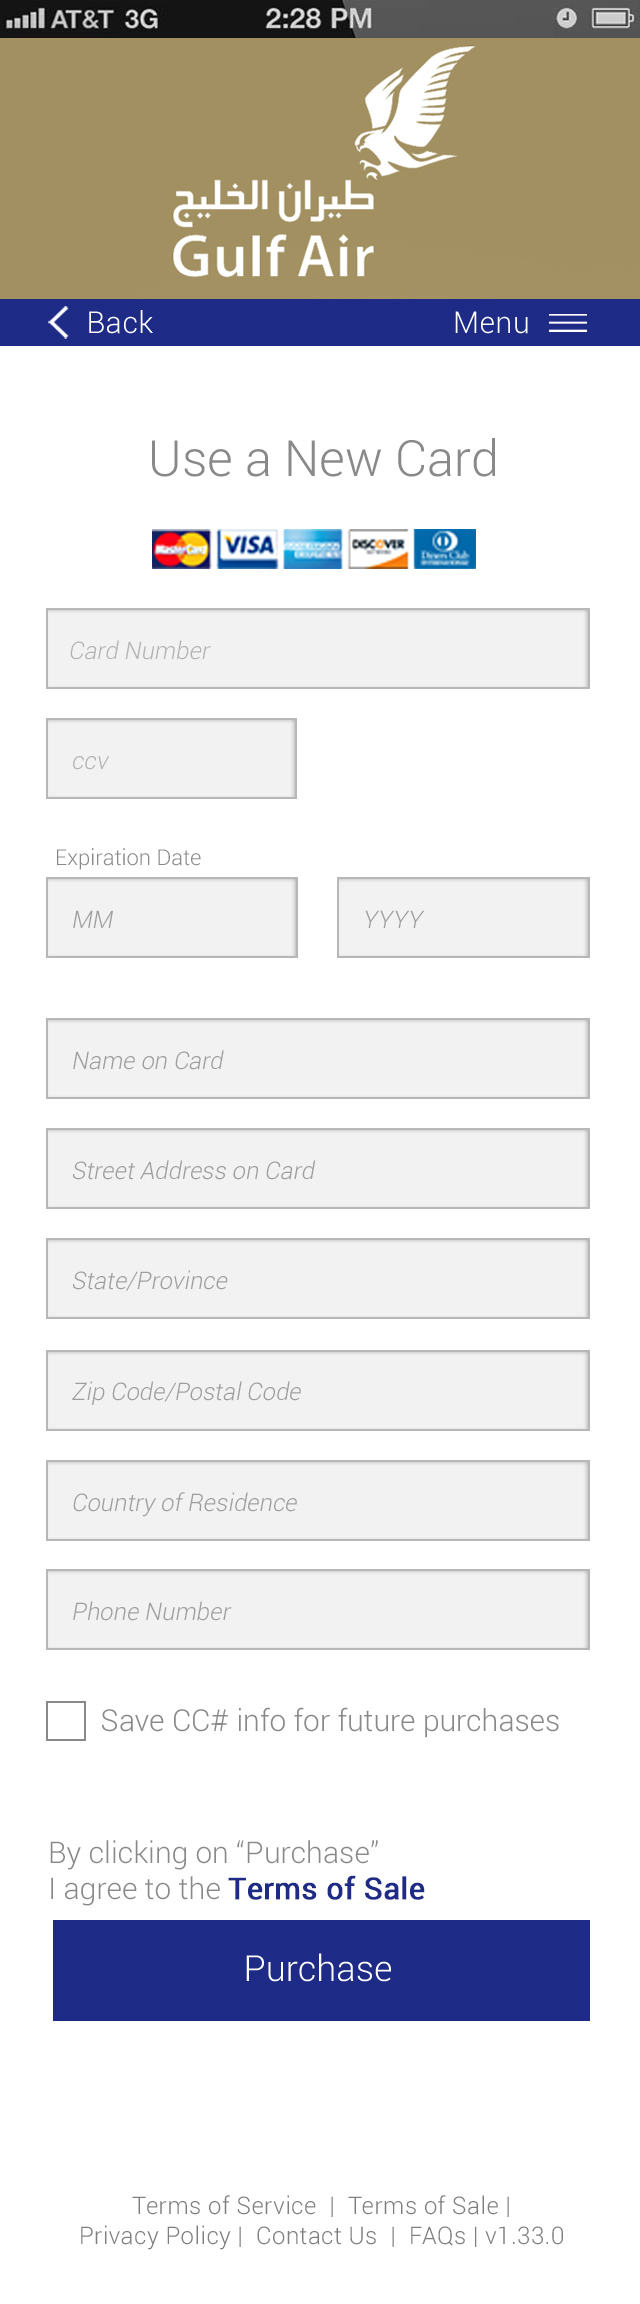 AT&T 3G 2:28 PM
طيران الخليج
Gulf Air
Back Menu
Use a New Card
MasterCard VISA AMERICAN EXPRESS DISCOVER Diners Club INTERNATIONAL
Card Number
ccv
Expiration Date
MM YYYY
Name on Card
Street Address on Card
State/Province
Zip Code/Postal Code
Country of Residence
Phone Number
Save CC# info for future purchases
By clicking on “Purchase”
I agree to the Terms of Sale
Purchase
Terms of Service | Terms of Sale |
Privacy Policy | Contact Us | FAQs | v1.33.0